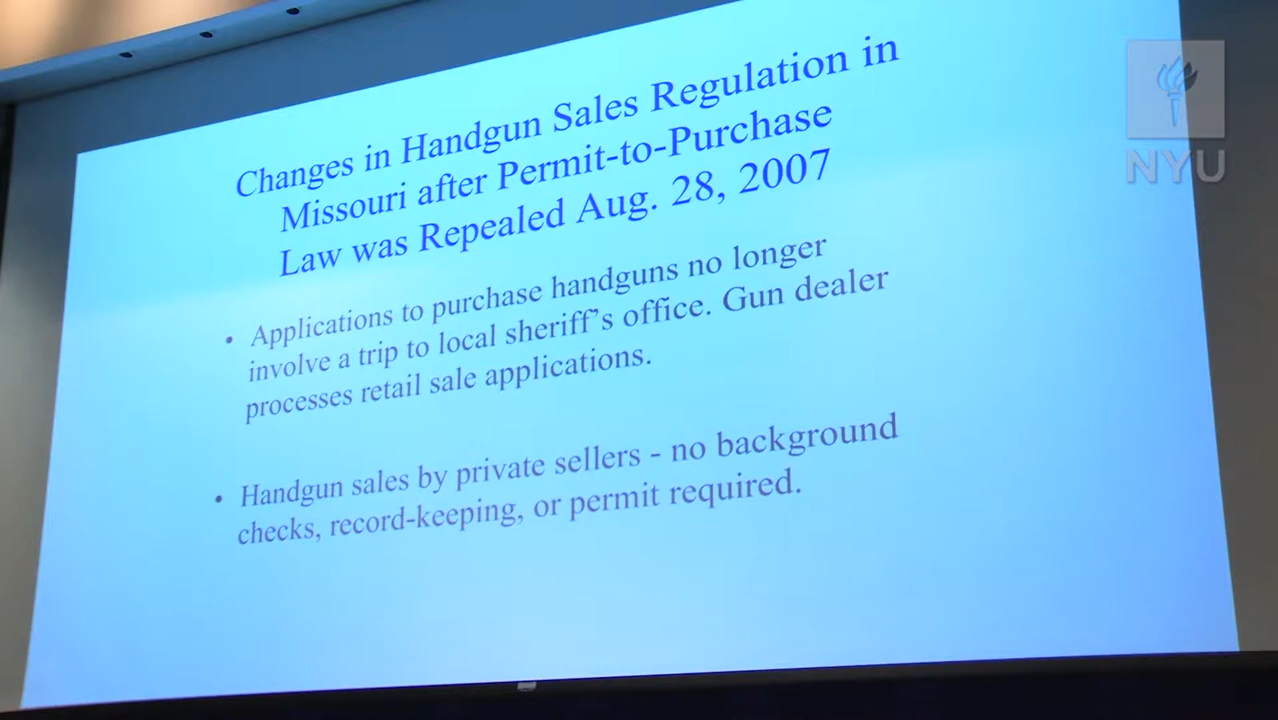 Changes in Handgun Sales Regulation in
Missouri after Permit-to-Purchase
Law was Repealed Aug. 28, 2007
• Applications to purchase handguns no longer
involve a trip to local sheriff's office. Gun dealer
processes retail sale applications.
• Handgun sales by private sellers - no background
checks, record-keeping, or permit required.
NYU